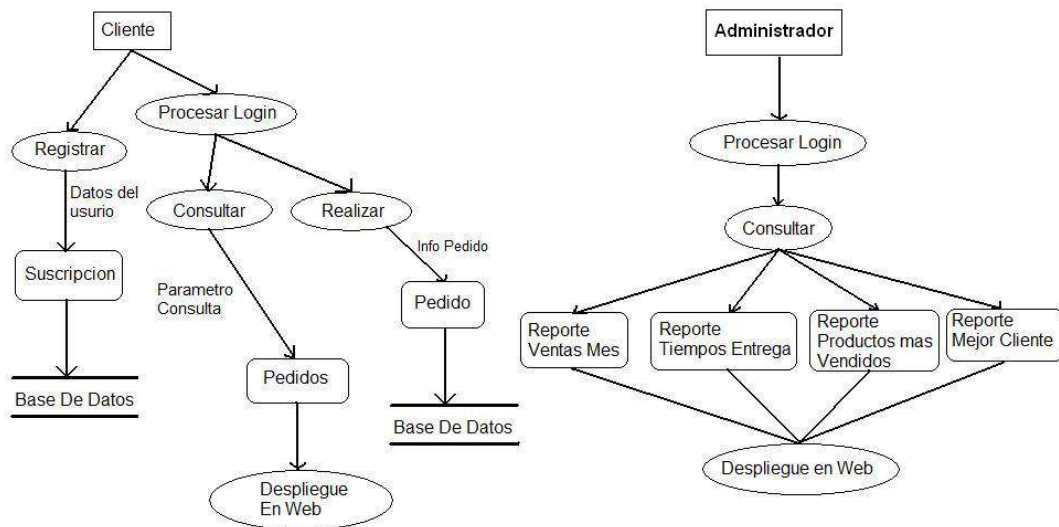 Cliente
Procesar Login
Registrar
Datos del
usurio
Consultar
Realizar
Info Pedido
Suscripcion
Parametro
Consulta
Pedido
Pedidos
Base De Datos
Base De Datos
Despliegue
En Web
Administrador
Procesar Login
Consultar
Reporte
Ventas Mes
Reporte
Tiempos Entrega
Reporte
Productos mas
Vendidos
Reporte
Mejor Cliente
Despliegue en Web